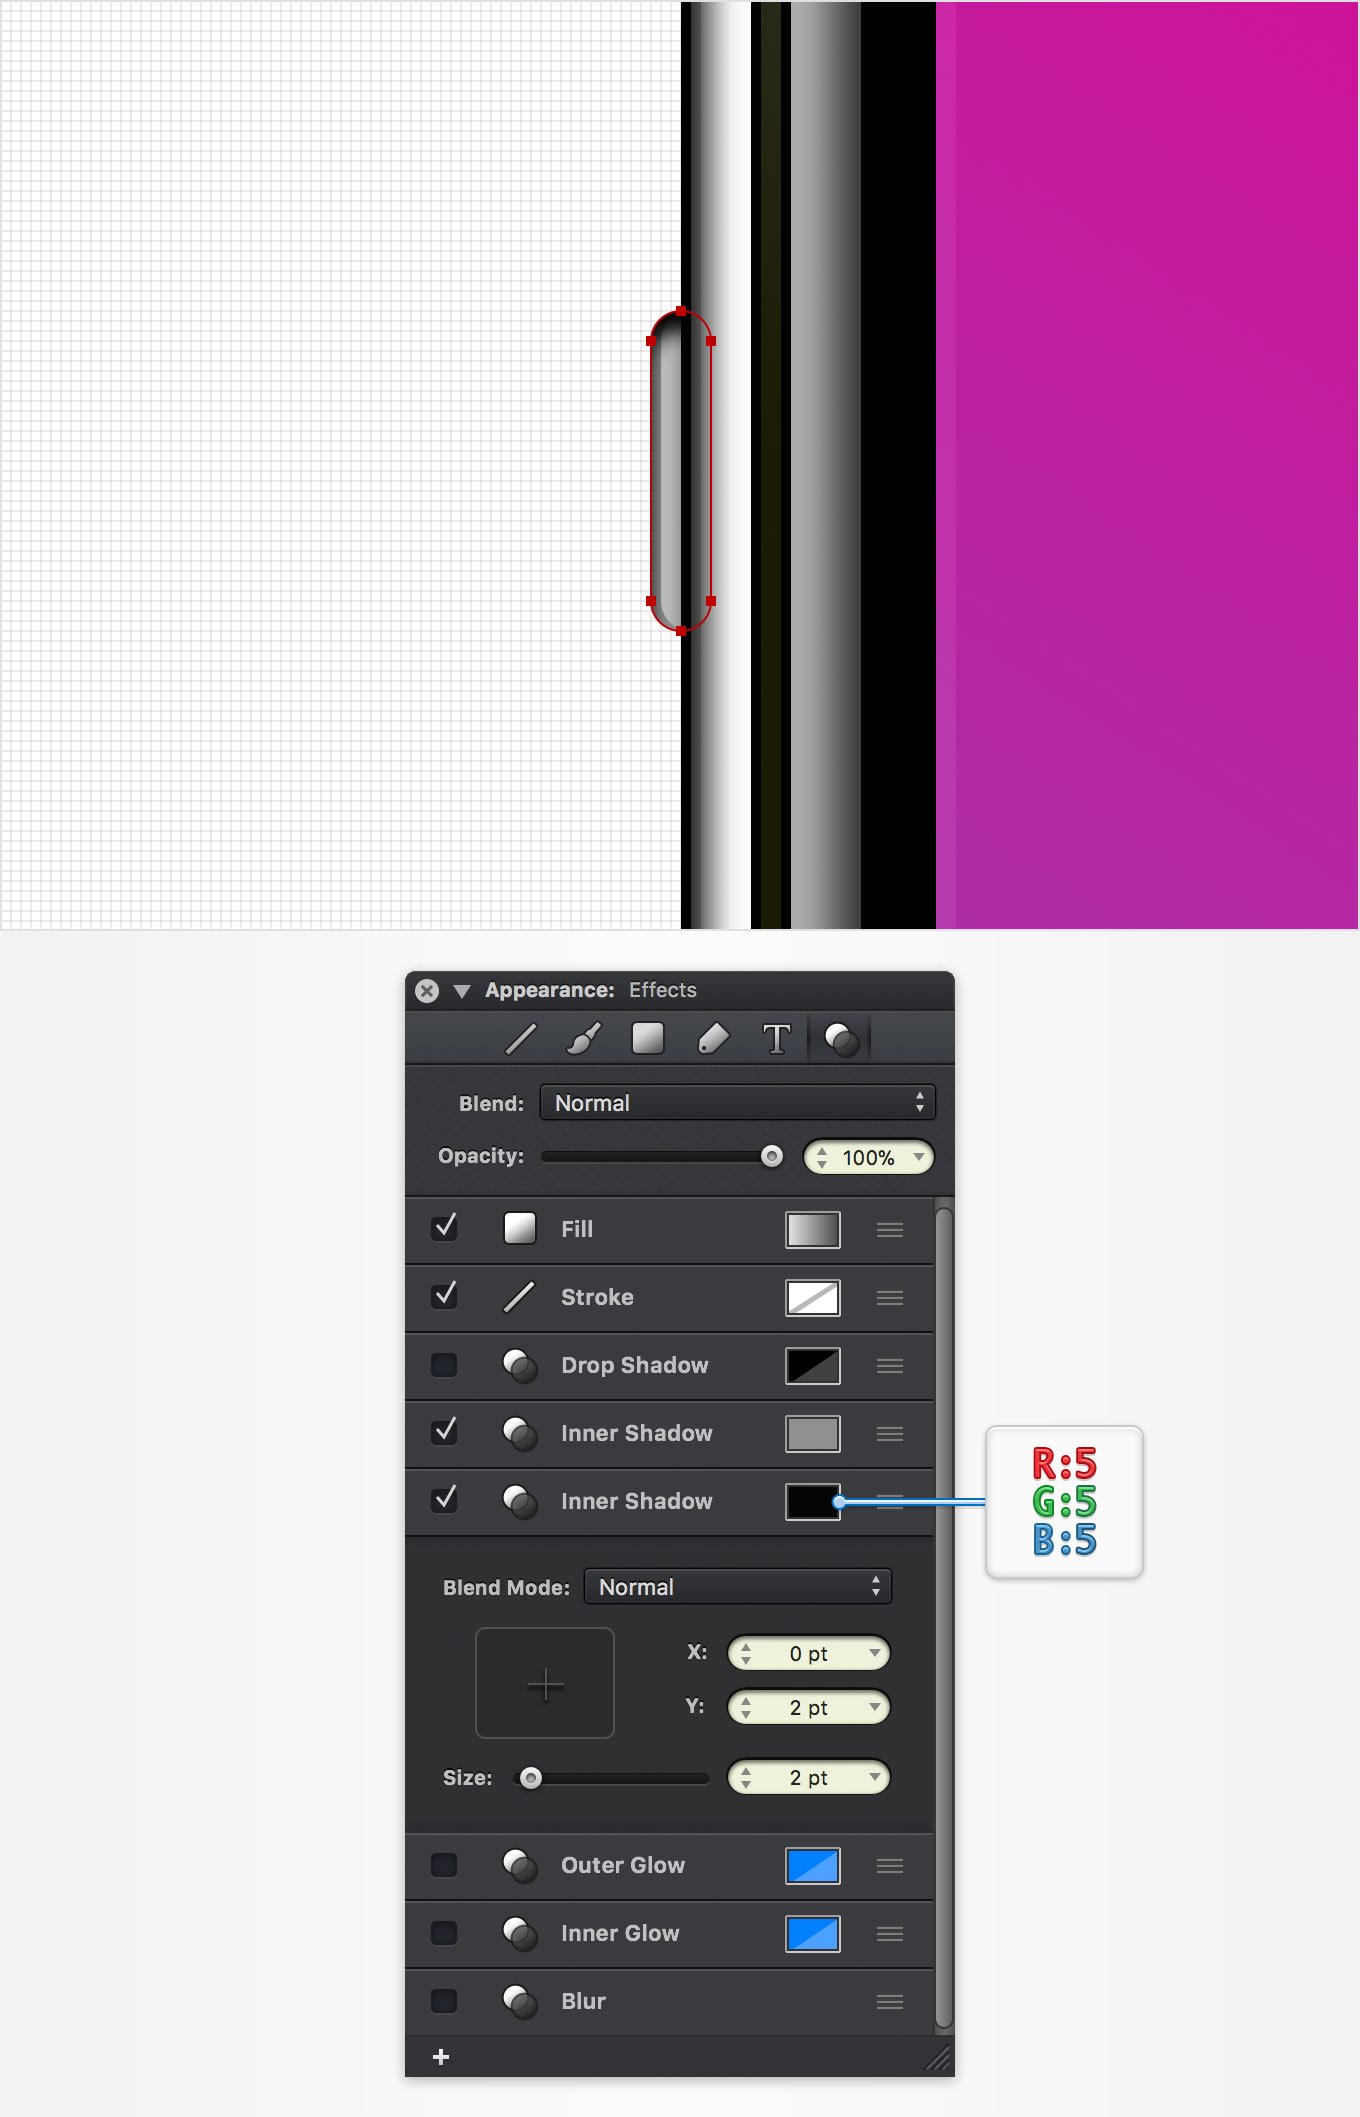 Appearance: Effects
T
Blend: Normal
Opacity: 100%
Fill
Stroke
Drop Shadow
Inner Shadow
Inner Shadow
R:5
G:5
B:5
Blend Mode: Normal
X: 0 pt
Y: 2 pt
Size: 2 pt
Outer Glow
Inner Glow
Blur